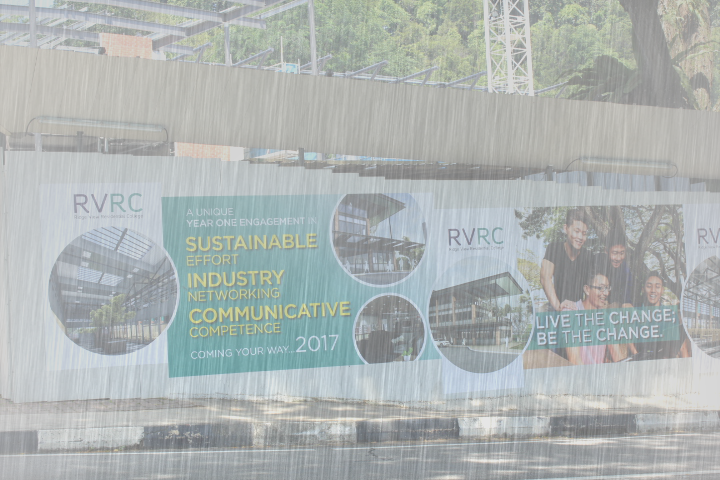 RVRC
A UNIQUE
YEAR ONE ENGAGEMENT IN
SUSTAINABLE
EFFORT
INDUSTRY
NETWORKING
COMMUNICATIVE
COMPETENCE
COMING YOUR WAY... 2017
RVRC
LIVE THE CHANGE;
BE THE CHANGE.